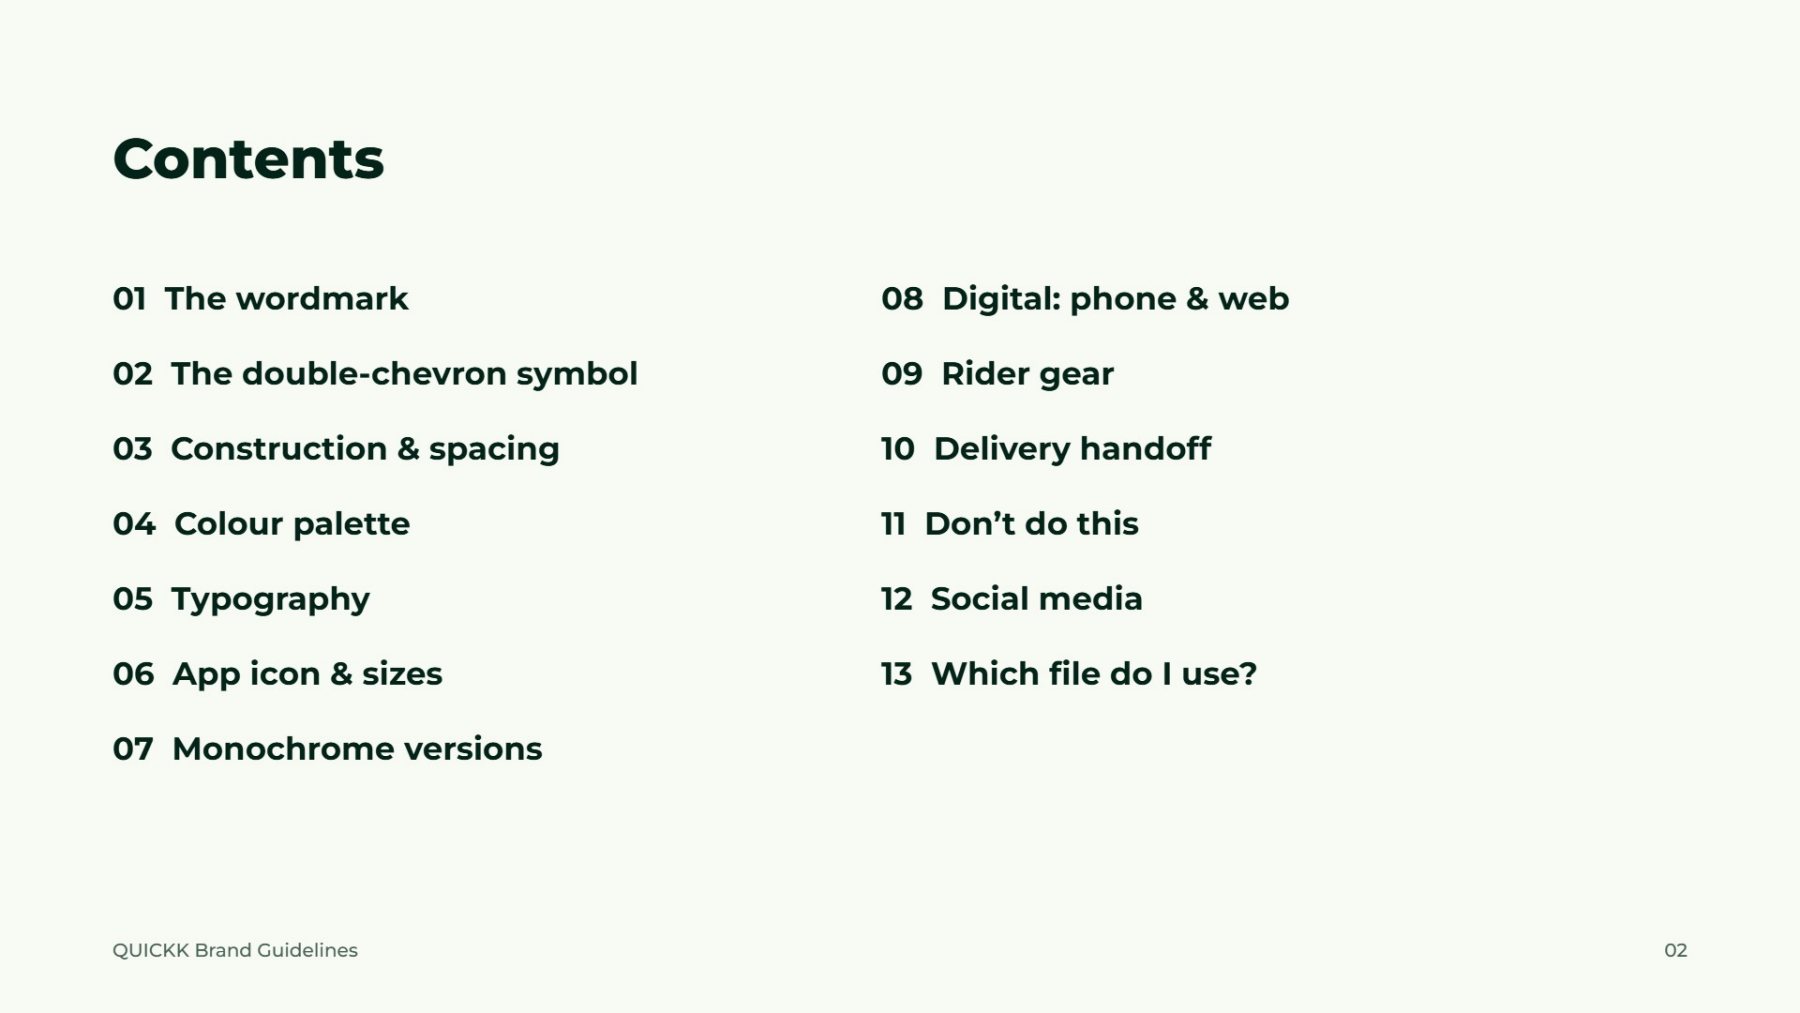 Contents
01 The wordmark
02 The double-chevron symbol
03 Construction & spacing
04 Colour palette
05 Typography
06 App icon & sizes
07 Monochrome versions
08 Digital: phone & web
09 Rider gear
10 Delivery handoff
11 Don’t do this
12 Social media
13 Which file do I use?
QUICKK Brand Guidelines
02